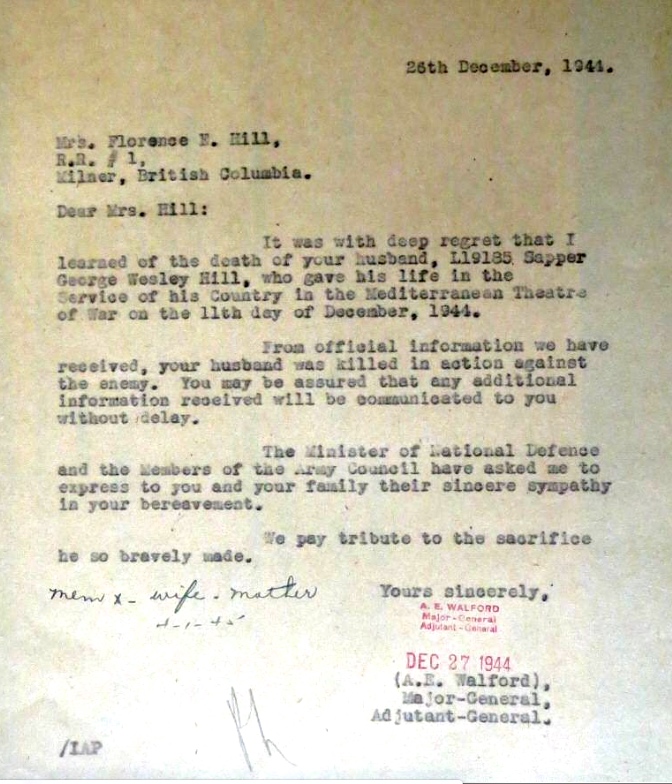 26th December, 1944.
Mrs. Florence E. Hill,
R.R. # 1,
Milner, British Columbia.
Dear Mrs. Hill:
It was with deep regret that I
learned of the death of your husband, L19185 Sapper
George Wesley Hill, who gave his life in the
Service of his Country in the Mediterranean Theatre
of War on the 11th day of December, 1944.
From official information we have
received, your husband was killed in action against
the enemy. You may be assured that any additional
information received will be communicated to you
without delay.
The Minister of National Defence
and the Members of the Army Council have asked me to
express to you and your family their sincere sympathy
in your bereavement.
We pay tribute to the sacrifice
he so bravely made.
mem x - wife - mother
4-1-45
Yours sincerely,
A. E. WALFORD
Major-General
Adjutant-General
DEC 27 1944
(A.E. Walford),
Major-General,
Adjutant-General.
/IAP